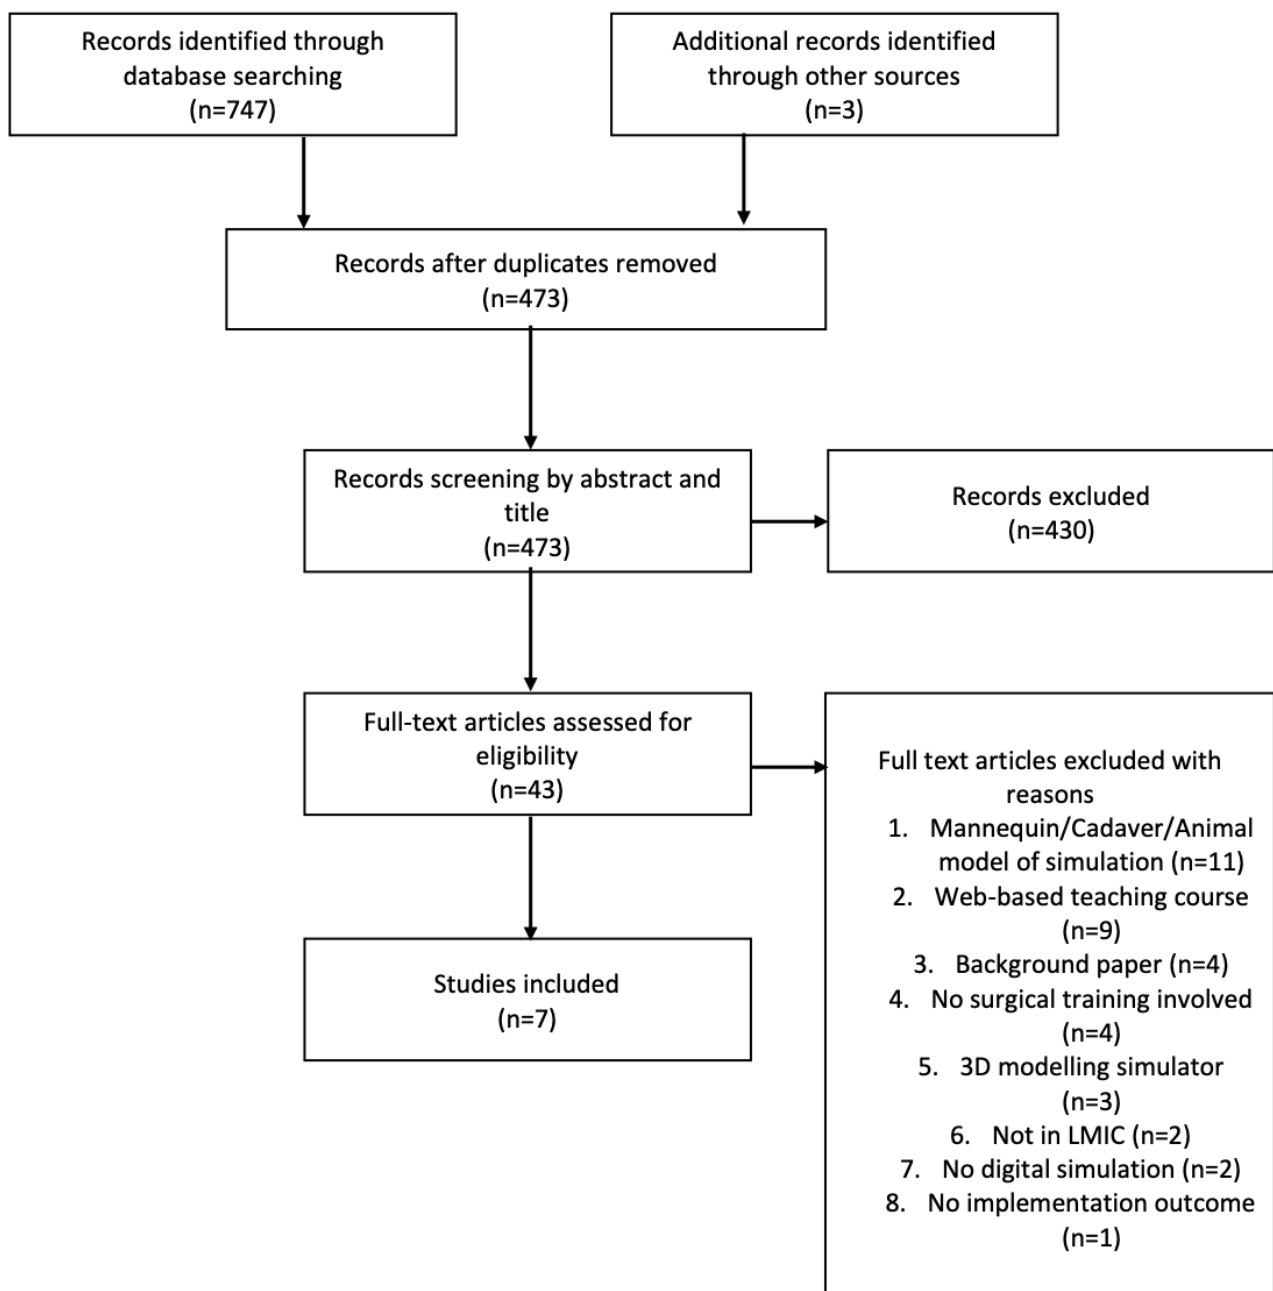 Records identified through
database searching
(n=747)
Additional records identified
through other sources
(n=3)
Records after duplicates removed
(n=473)
Records screening by abstract and
title
(n=473)
Records excluded
(n=430)
Full-text articles assessed for
eligibility
(n=43)
Full text articles excluded with
reasons
1. Mannequin/Cadaver/Animal
model of simulation (n=11)
2. Web-based teaching course
(n=9)
3. Background paper (n=4)
4. No surgical training involved
(n=4)
5. 3D modelling simulator
(n=3)
6. Not in LMIC (n=2)
7. No digital simulation (n=2)
8. No implementation outcome
(n=1)
Studies included
(n=7)